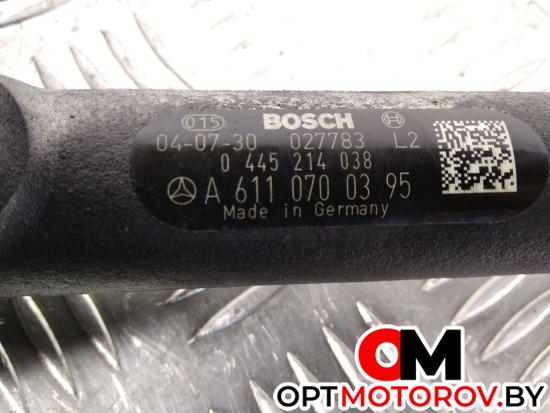 015
BOSCH
04-07-30 027783 L2
0 445 214 038
A 611 070 03 95
Made in Germany
OM
OPTMOTOROV.BY